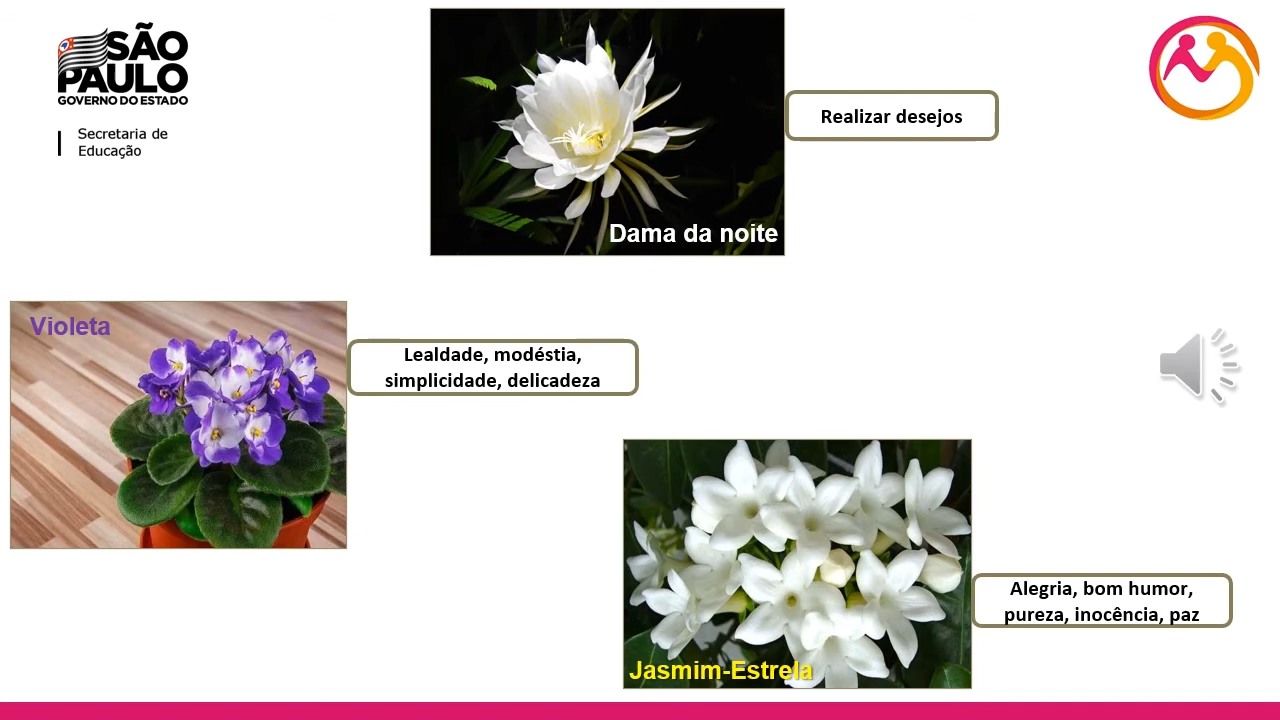 SÃO
PAULO
GOVERNO DO ESTADO
Secretaria de
Educação
Realizar desejos
Dama da noite
Violeta
Lealdade, modéstia,
simplicidade, delicadeza
Alegria, bom humor,
pureza, inocência, paz
Jasmim-Estrela